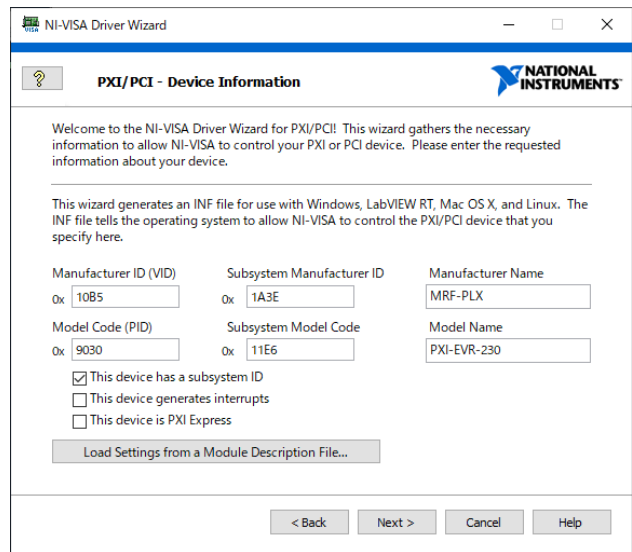 NI-VISA Driver Wizard
PXI/PCI - Device Information
NATIONAL
INSTRUMENTS
Welcome to the NI-VISA Driver Wizard for PXI/PCI! This wizard gathers the necessary
information to allow NI-VISA to control your PXI or PCI device. Please enter the requested
information about your device.
This wizard generates an INF file for use with Windows, LabVIEW RT, Mac OS X, and Linux. The
INF file tells the operating system to allow NI-VISA to control the PXI/PCI device that you
specify here.
Manufacturer ID (VID) Subsystem Manufacturer ID Manufacturer Name
0x 10B5 0x 1A3E MRF-PLX
Model Code (PID) Subsystem Model Code Model Name
0x 9030 0x 11E6 PXI-EVR-230
This device has a subsystem ID
This device generates interrupts
This device is PXI Express
Load Settings from a Module Description File...
< Back Next > Cancel Help